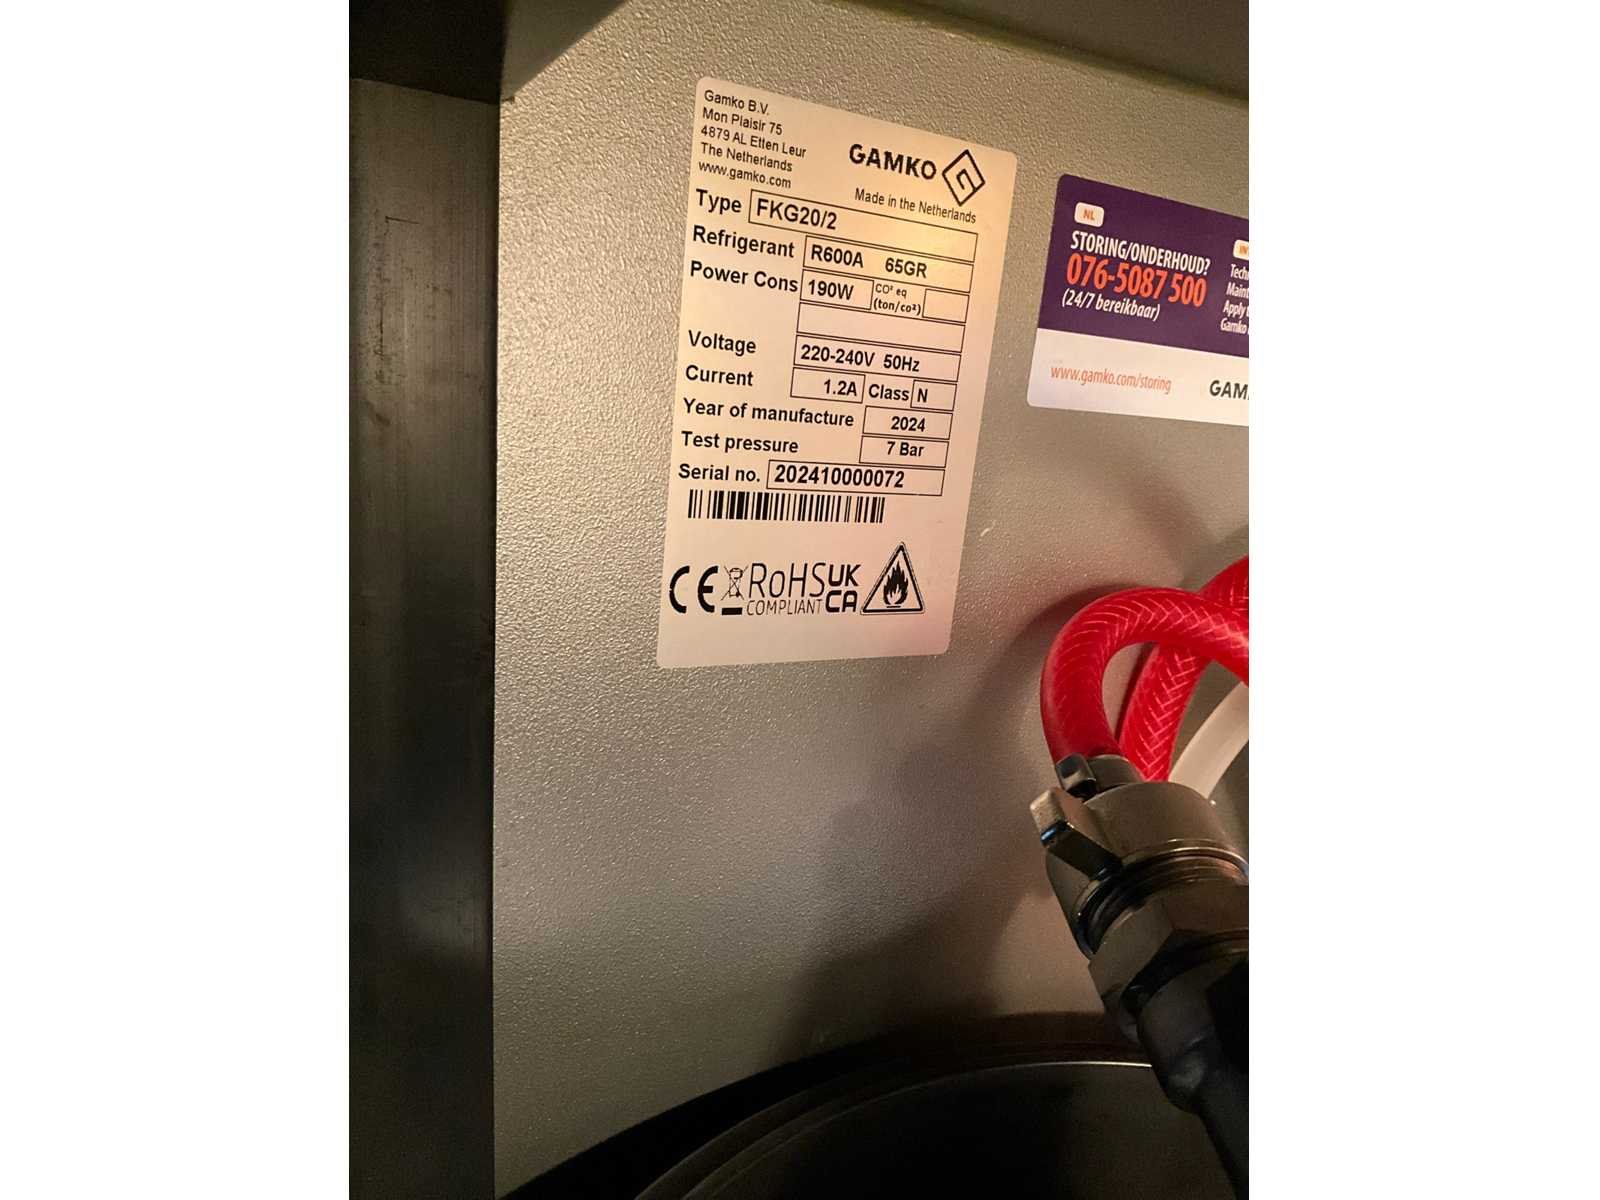 Gamko B.V.
Mon Plaisir 75
4879 AL Etten Leur
The Netherlands
www.gamko.com
GAMKO
Made in the Netherlands
Type FKG20/2
Refrigerant R600A 65GR
Power Cons 190W CO² eq (ton/co²)
Voltage 220-240V 50Hz
Current 1.2A Class N
Year of manufacture 2024
Test pressure 7 Bar
Serial no. 202410000072
CE RoHS COMPLIANT UK CA
NL
STORING/ONDERHOUD?
076-5087 500
(24/7 bereikbaar)
www.gamko.com/storing
GAM
Apply
Gamko